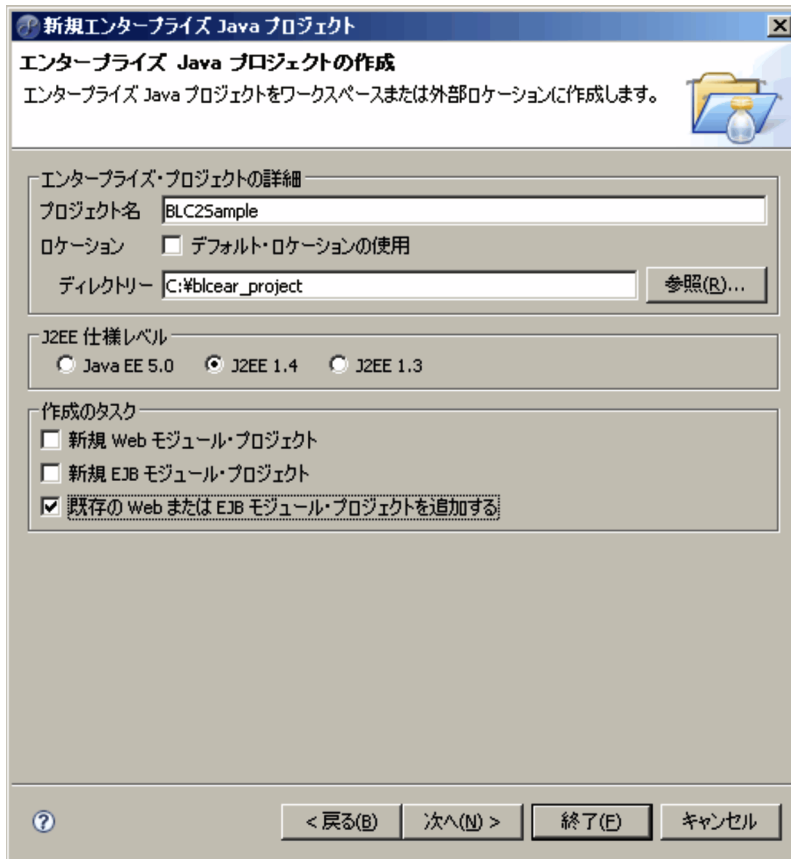 新規エンタープライズ Java プロジェクト
エンタープライズ Java プロジェクトの作成
エンタープライズ Java プロジェクトをワークスペースまたは外部ロケーションに作成します。
エンタープライズ・プロジェクトの詳細
プロジェクト名 BLC2Sample
ロケーション デフォルト・ロケーションの使用
ディレクトリー C:¥blcear_project 参照(R)...
J2EE 仕様レベル
Java EE 5.0 J2EE 1.4 J2EE 1.3
作成のタスク
新規 Web モジュール・プロジェクト
新規 EJB モジュール・プロジェクト
既存の Web または EJB モジュール・プロジェクトを追加する
? < 戻る(B) 次へ(N) > 終了(F) キャンセル